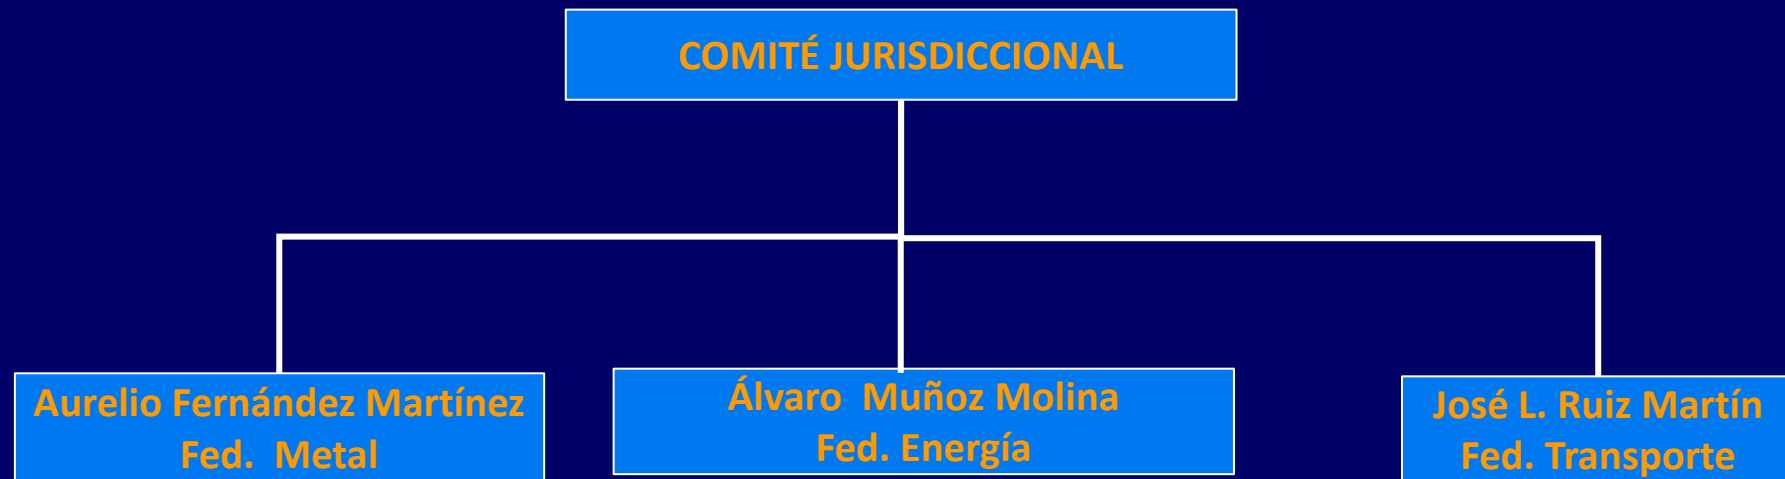 COMITÉ JURISDICCIONAL
Aurelio Fernández Martínez
Fed. Metal
Álvaro Muñoz Molina
Fed. Energía
José L. Ruiz Martín
Fed. Transporte